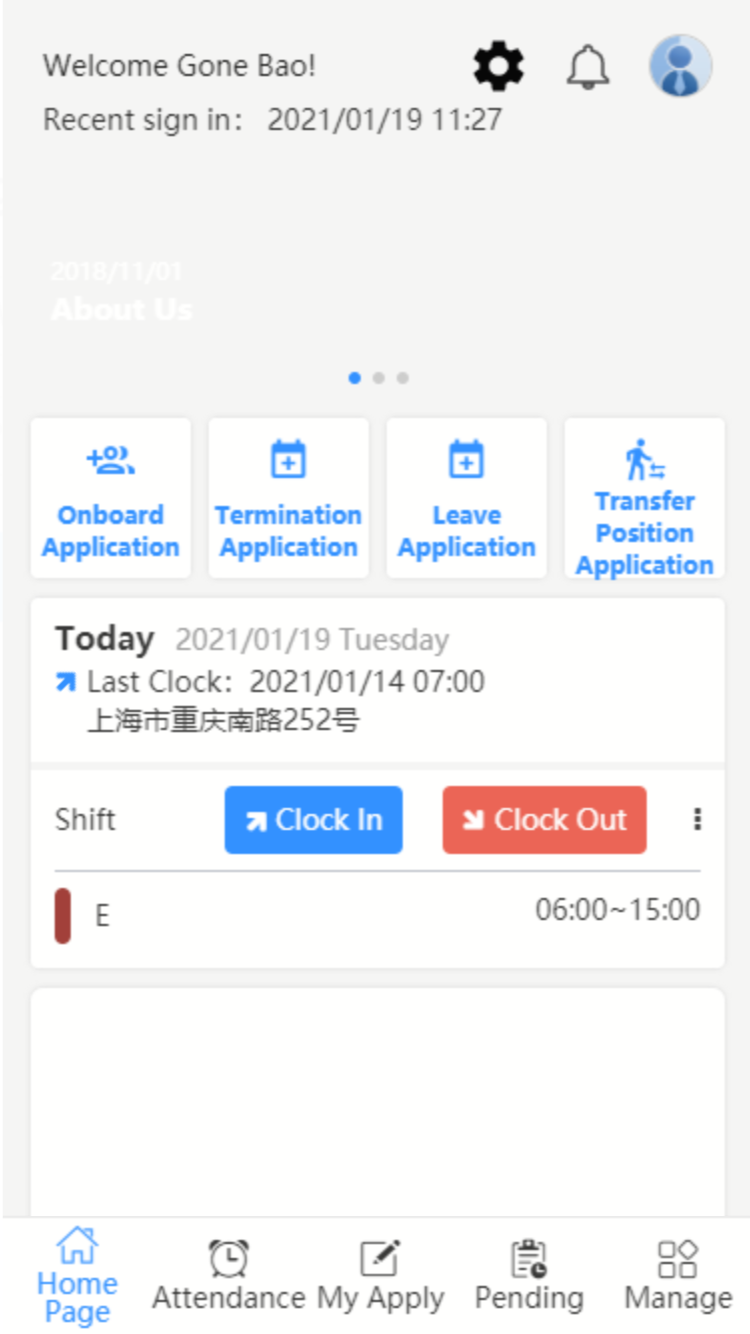 Welcome Gone Bao!
Recent sign in： 2021/01/19 11:27
2018/11/01
About Us
Onboard
Application
Termination
Application
Leave
Application
Transfer
Position
Application
Today 2021/01/19 Tuesday
Last Clock：2021/01/14 07:00
上海市重庆南路252号
Shift
Clock In
Clock Out
E
06:00~15:00
Home
Page
Attendance
My Apply
Pending
Manage